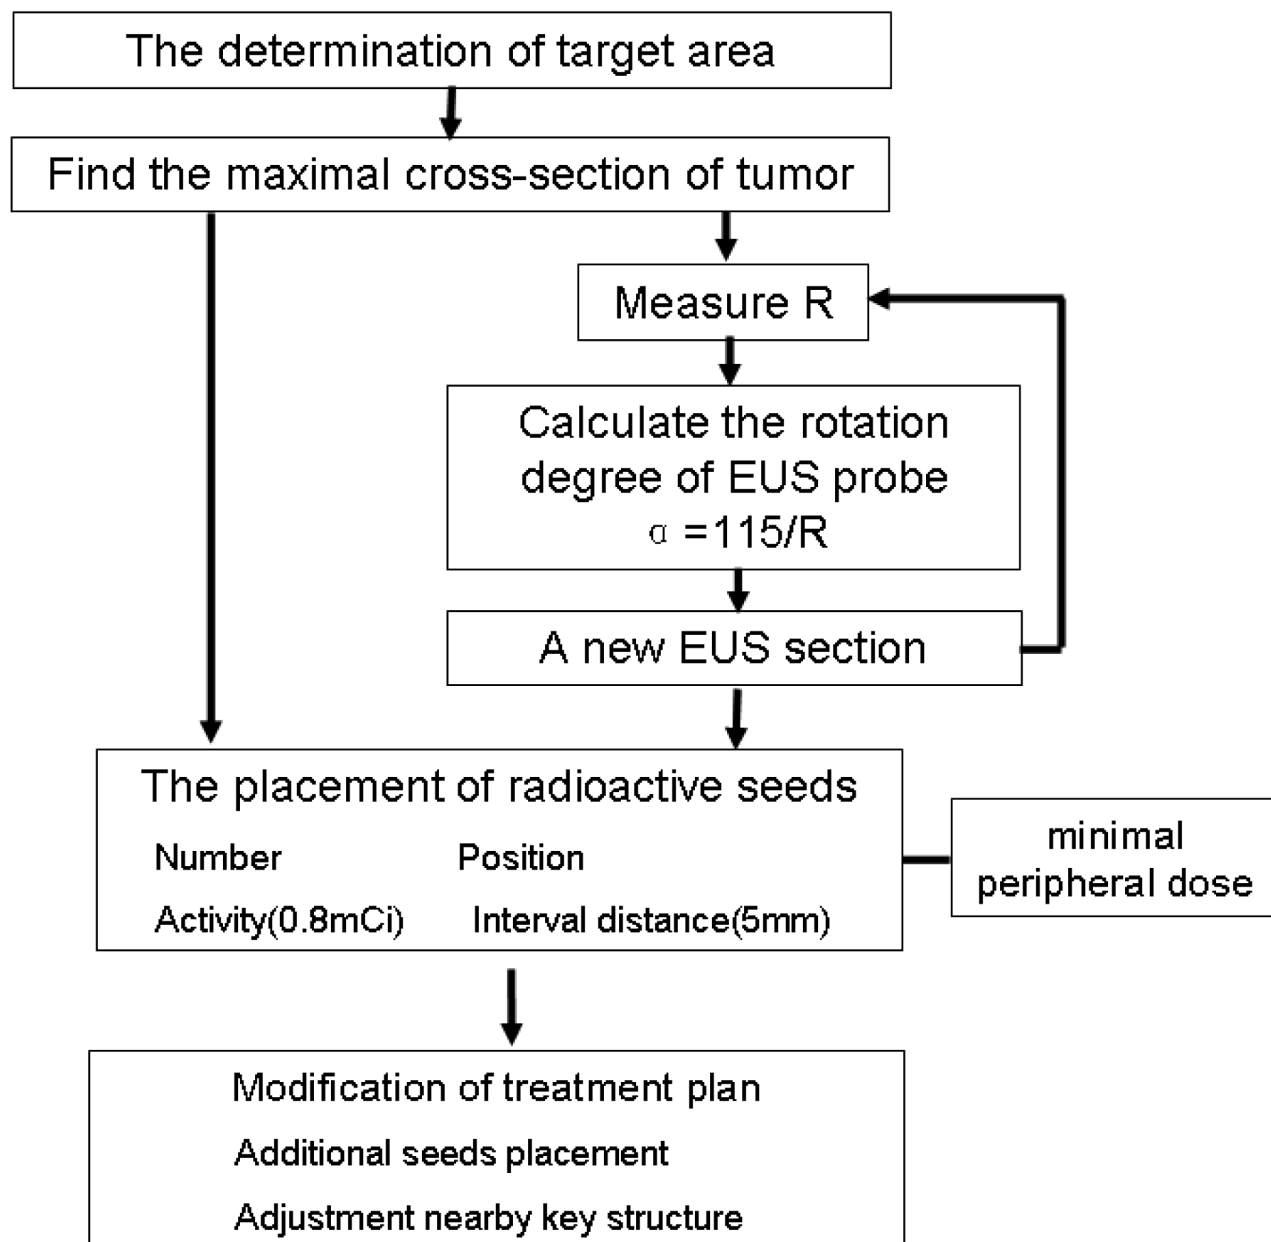 The determination of target area
Find the maximal cross-section of tumor
Measure R
Calculate the rotation
degree of EUS probe
α =115/R
A new EUS section
The placement of radioactive seeds
Number Position
Activity(0.8mCi) Interval distance(5mm)
minimal
peripheral dose
Modification of treatment plan
Additional seeds placement
Adjustment nearby key structure